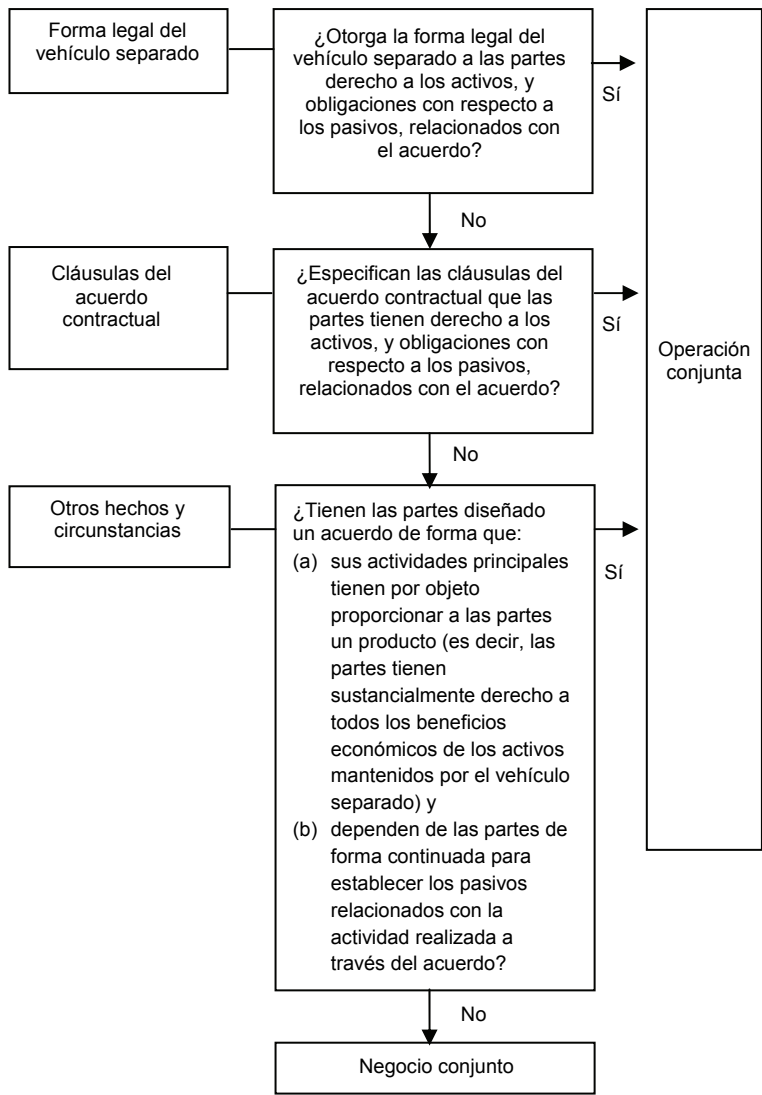 Forma legal del
vehículo separado
¿Otorga la forma legal del
vehículo separado a las partes
derecho a los activos, y
obligaciones con respecto a
los pasivos, relacionados con
el acuerdo?
Sí
No
Cláusulas del
acuerdo
contractual
¿Especifican las cláusulas del
acuerdo contractual que las
partes tienen derecho a los
activos, y obligaciones con
respecto a los pasivos,
relacionados con el acuerdo?
Sí
Operación
conjunta
No
Otros hechos y
circunstancias
¿Tienen las partes diseñado
un acuerdo de forma que:
(a) sus actividades principales
tienen por objeto
proporcionar a las partes
un producto (es decir, las
partes tienen
sustancialmente derecho a
todos los beneficios
económicos de los activos
mantenidos por el vehículo
separado) y
(b) dependen de las partes de
forma continuada para
establecer los pasivos
relacionados con la
actividad realizada a
través del acuerdo?
Sí
No
Negocio conjunto